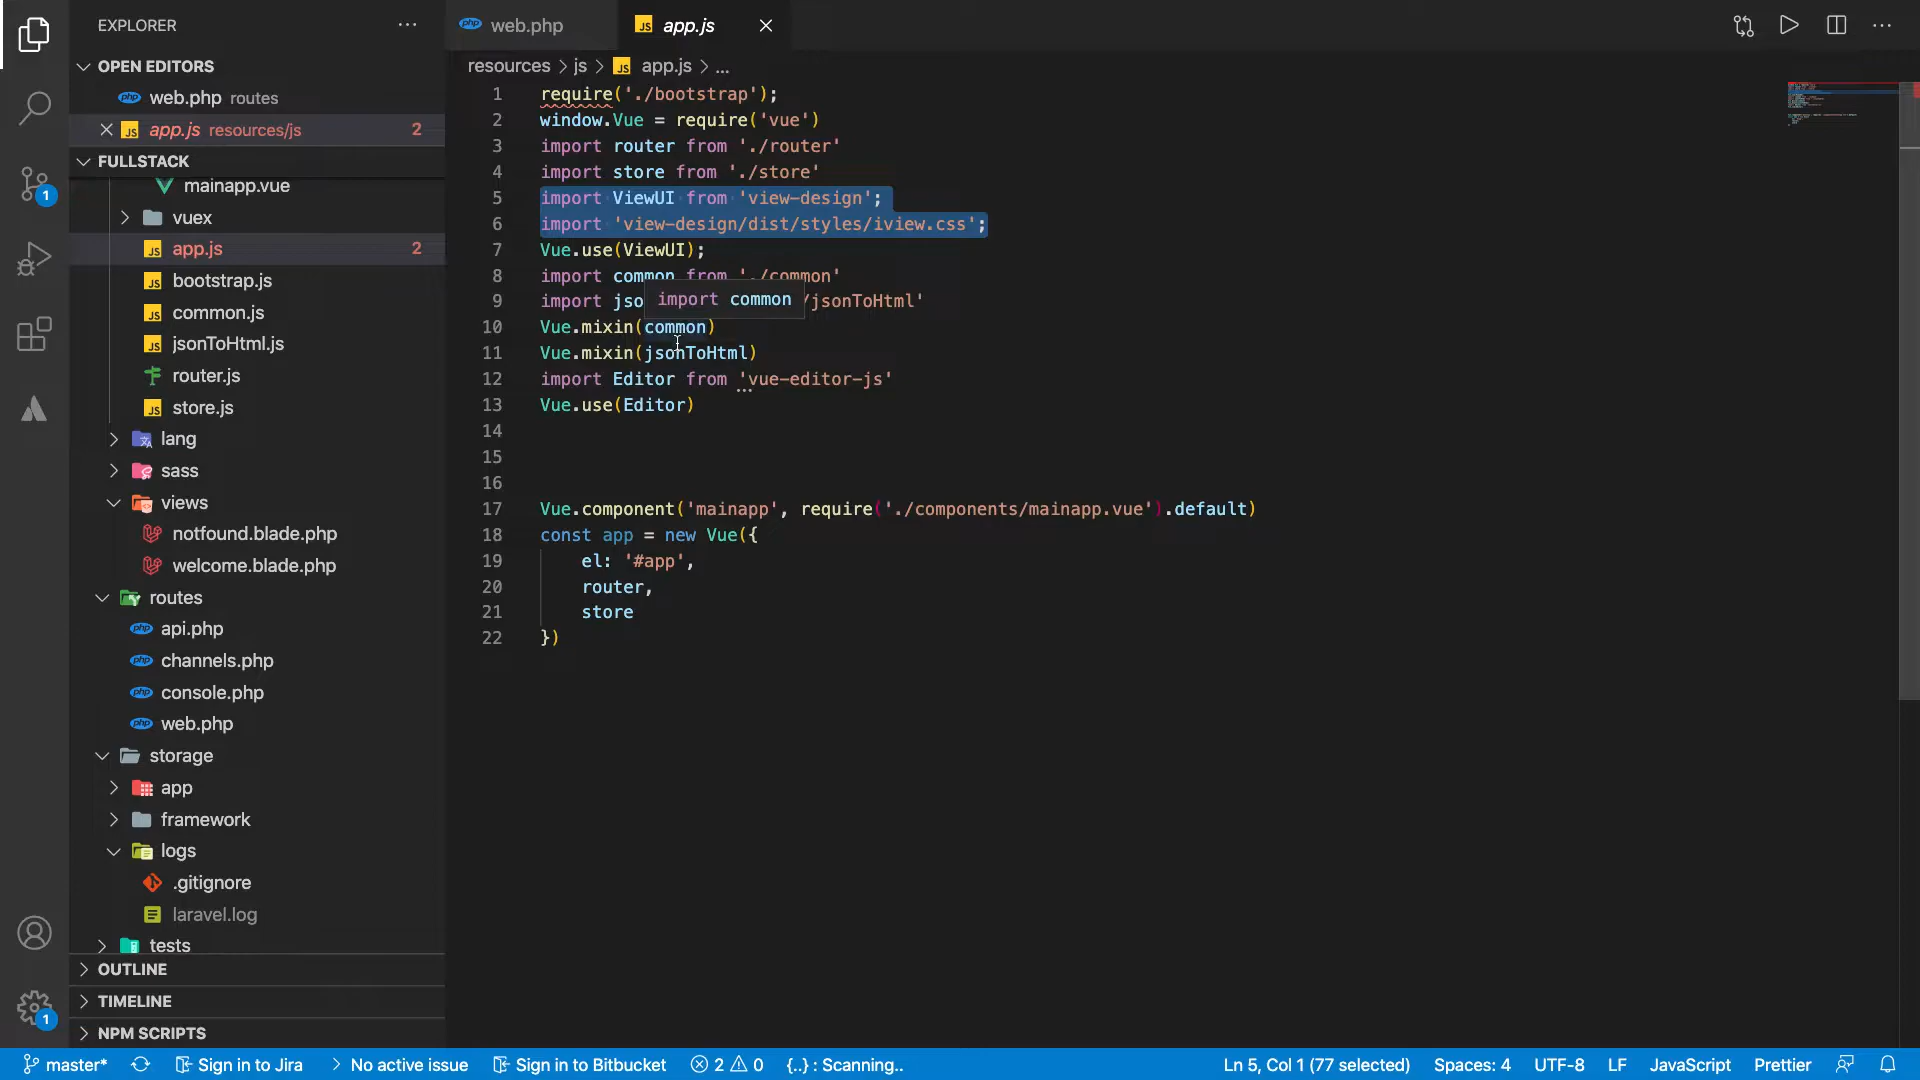 EXPLORER
OPEN EDITORS
web.php routes
app.js resources/js 2
FULLSTACK
mainapp.vue
vuex
app.js 2
bootstrap.js
common.js
jsonToHtml.js
router.js
store.js
lang
sass
views
notfound.blade.php
welcome.blade.php
routes
api.php
channels.php
console.php
web.php
storage
app
framework
logs
.gitignore
laravel.log
tests
OUTLINE
TIMELINE
NPM SCRIPTS
1
1
web.php
app.js
resources > js > JS app.js > ...
1 require('./bootstrap');
2 window.Vue = require('vue')
3 import router from './router'
4 import store from './store'
5 import ViewUI from 'view-design';
6 import 'view-design/dist/styles/iview.css';
7 Vue.use(ViewUI);
8 import common from './common'
9 import jso /jsonToHtml'
import common
10 Vue.mixin(common)
11 Vue.mixin(jsonToHtml)
12 import Editor from 'vue-editor-js'
13 Vue.use(Editor)
14
15
16
17 Vue.component('mainapp', require('./components/mainapp.vue').default)
18 const app = new Vue({
19 el: '#app',
20 router,
21 store
22 })
master* Sign in to Jira No active issue Sign in to Bitbucket 2 0 {..} : Scanning.. Ln 5, Col 1 (77 selected) Spaces: 4 UTF-8 LF JavaScript Prettier